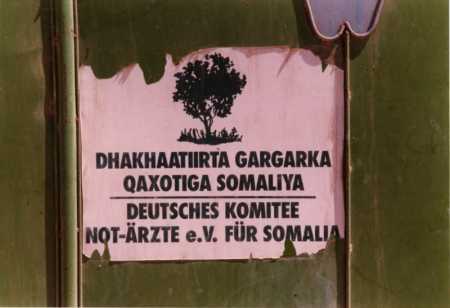 DHAKHAATIIRTA GARGARKA
QAXOTIGA SOMALIYA
DEUTSCHES KOMITEE
NOT-ÄRZTE e.V. FÜR SOMALIA